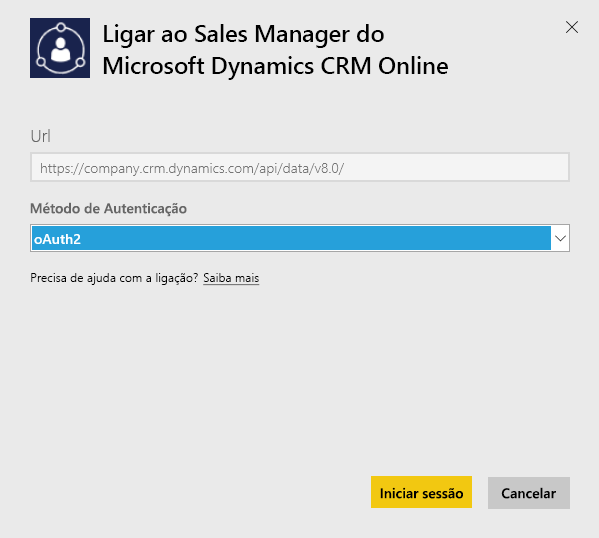 Ligar ao Sales Manager do
Microsoft Dynamics CRM Online
Url
https://company.crm.dynamics.com/api/data/v8.0/
Método de Autenticação
oAuth2
Precisa de ajuda com a ligação? Saiba mais
Iniciar sessão Cancelar